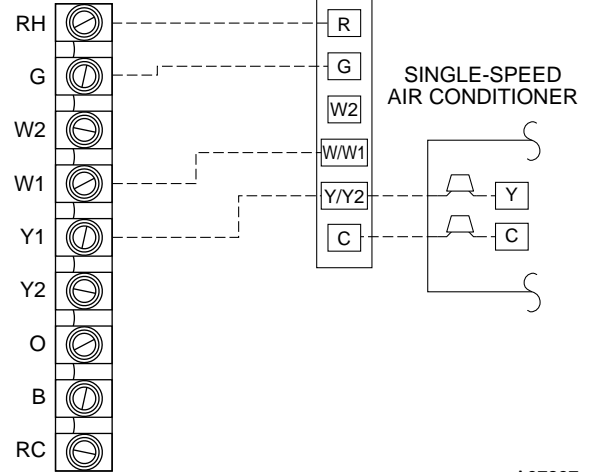 RH
G
W2
W1
Y1
Y2
O
B
RC
R
G
W2
W/W1
Y/Y2
C
SINGLE-SPEED
AIR CONDITIONER
Y
C